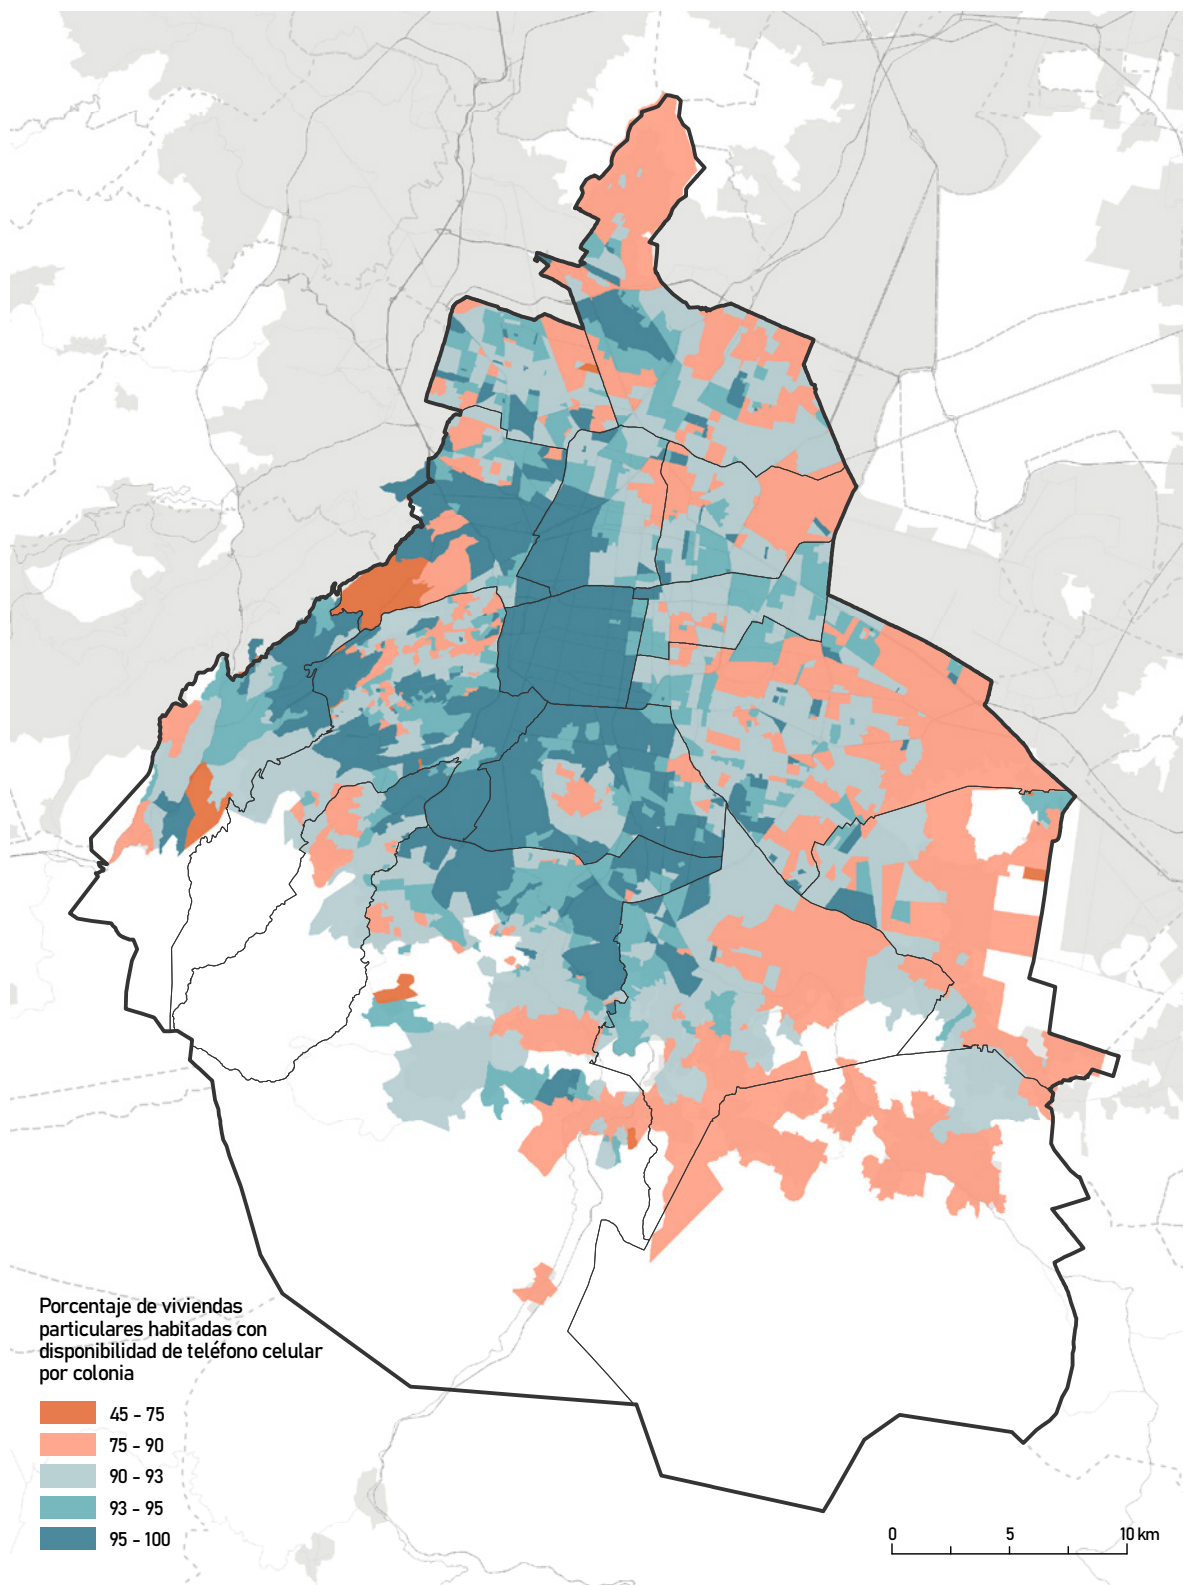 Porcentaje de viviendas
particulares habitadas con
disponibilidad de teléfono celular
por colonia
45 - 75
75 - 90
90 - 93
93 - 95
95 - 100
0 5 10 km